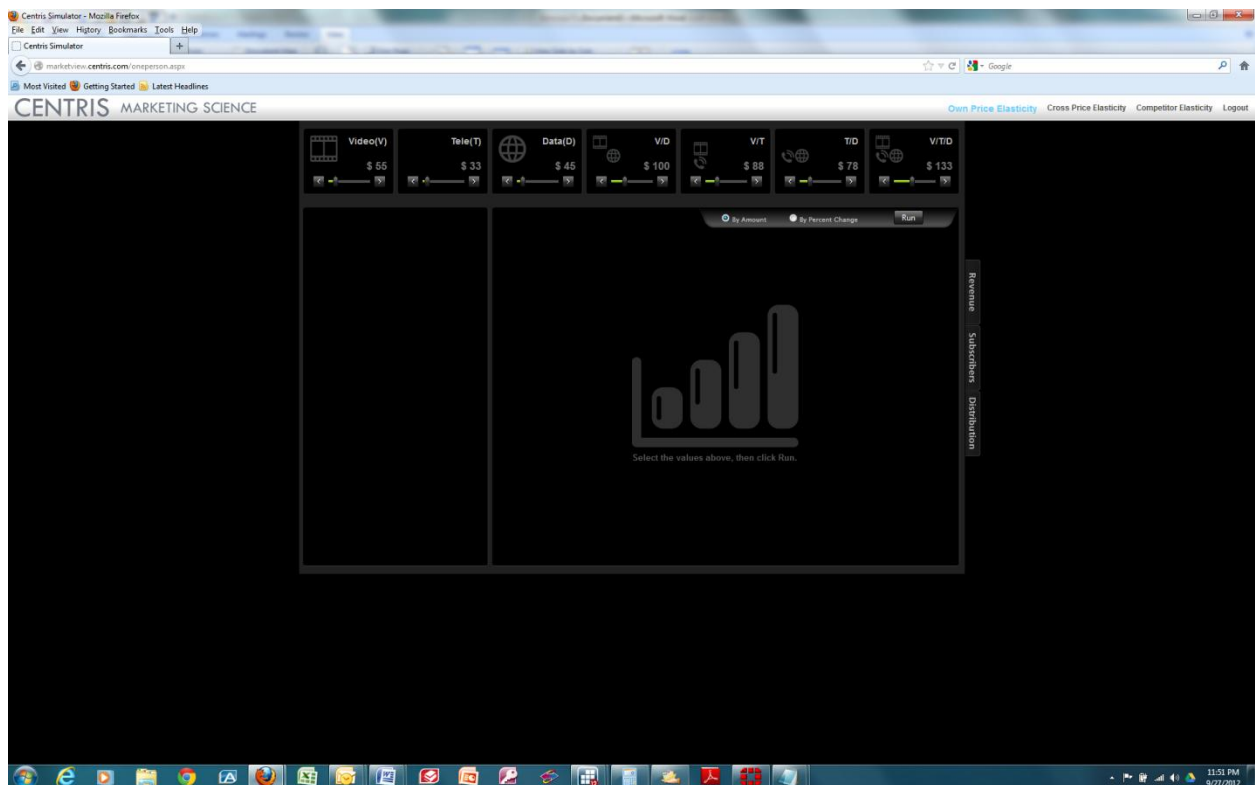 Centris Simulator - Mozilla Firefox
File Edit View History Bookmarks Tools Help
Centris Simulator
marketview.centris.com/oneperson.aspx
Google
Most Visited Getting Started Latest Headlines
CENTRIS MARKETING SCIENCE
Own Price Elasticity Cross Price Elasticity Competitor Elasticity Logout
Video(V) Tele(T) Data(D) V/D V/T T/D V/T/D
$ 55 $ 33 $ 45 $ 100 $ 88 $ 78 $ 133
By Amount By Percent Change Run
Revenue
Subscribers
Distribution
Select the values above, then click Run.
11:51 PM
9/27/2012